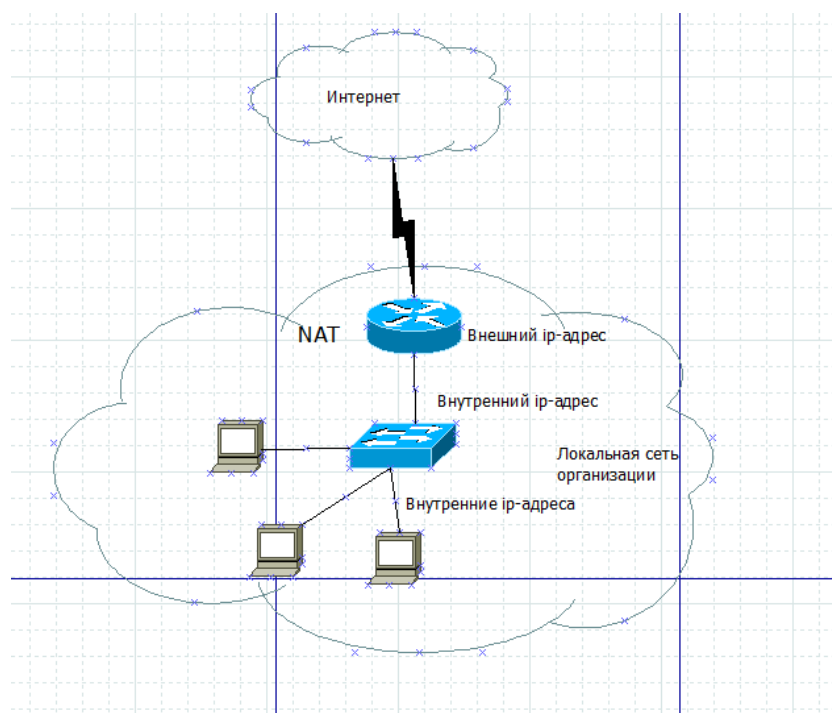 Интернет
NAT
Внешний ip-адрес
Внутренний ip-адрес
Локальная сеть
организации
Внутренние ip-адреса